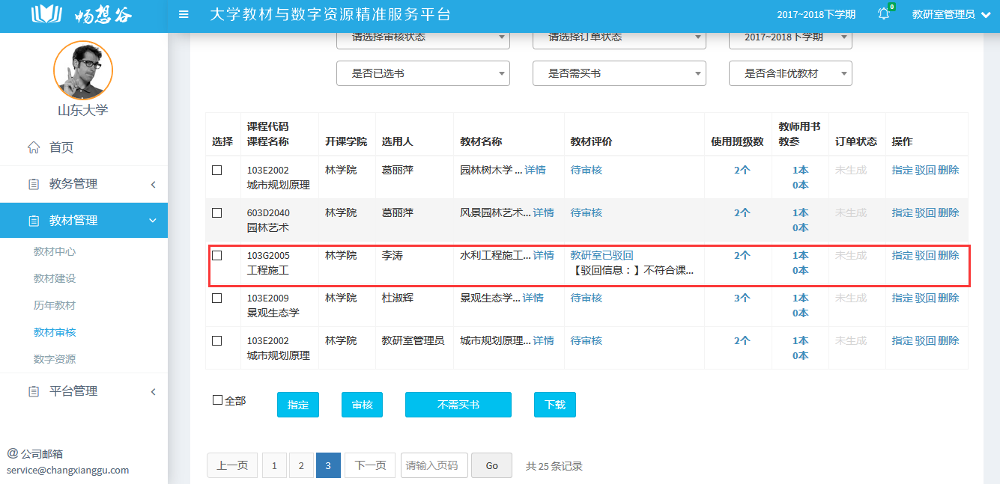 畅想谷
大学教材与数字资源精准服务平台
2017~2018下学期
0
教研室管理员
山东大学
首页
教务管理
教材管理
教材中心
教材建设
历年教材
教材审核
数字资源
平台管理
@ 公司邮箱
service@changxianggu.com
请选择审核状态 请选择订单状态 2017~2018下学期
是否已选书 是否需买书 是否含非优教材
选择 课程代码 课程名称 开课学院 选用人 教材名称 教材评价 使用班级数 教师用书 教参 订单状态 操作
103E2002 林学院 葛丽萍 园林树木学 ... 详情 待审核 2个 1本 未生成 指定 驳回 删除
城市规划原理 0本
603D2040 林学院 葛丽萍 风景园林艺术... 详情 待审核 2个 1本 未生成 指定 驳回 删除
园林艺术 0本
103G2005 林学院 李涛 水利工程施工... 详情 教研室已驳回 2个 1本 未生成 指定 驳回 删除
工程施工 【驳回信息：】不符合课... 0本
103E2009 林学院 杜淑辉 景观生态学... 详情 待审核 3个 1本 未生成 指定 驳回 删除
景观生态学 0本
103E2002 林学院 教研室管理员 城市规划原理... 详情 待审核 2个 1本 未生成 指定 驳回 删除
城市规划原理 0本
全部 指定 审核 不需买书 下载
上一页 1 2 3 下一页 请输入页码 Go 共 25 条记录